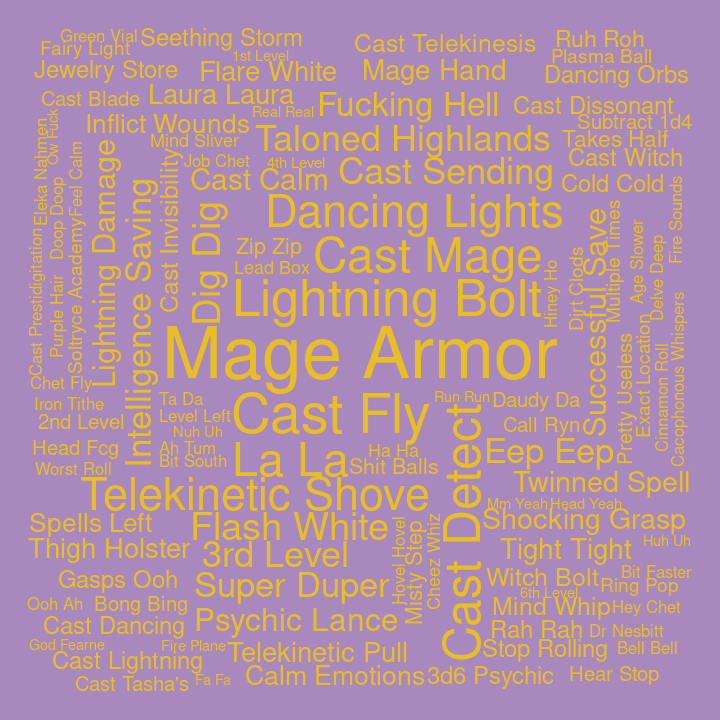 Green Vial
Seething Storm
Fairy Light
1st Level
Cast Telekinesis
Ruh Roh
Plasma Ball
Jewelry Store
Flare White
Mage Hand
Dancing Orbs
Cast Blade
Laura Laura
Real Real
Fucking Hell
Cast Dissonant
Inflict Wounds
Subtract 1d4
Mind Sliver
Taloned Highlands
Takes Half
Job Chet
4th Level
Cast Sending
Cast Witch
Cast Calm
Cold Cold
Ow Fuck
Eleka Nahmen
Doop Doop
Feel Calm
Lightning Damage
Intelligence Saving
Cast Invisibility
Dig Dig
Dancing Lights
Zip Zip
Cast Mage
Lead Box
Lightning Bolt
Hiney Ho
Dirt Clods
Successful Save
Multiple Times
Age Slower
Delve Deep
Fire Sounds
Cast Prestidigitation
Purple Hair
Soltryce Academy
Mage Armor
Pretty Useless
Exact Location
Cinnamon Roll
Cacophonous Whispers
Chet Fly
Iron Tithe
Ta Da
Cast Fly
Run Run
Daudy Da
2nd Level
Level Left
Call Ryn
Nuh Uh
Head Fcg
Ah Tum
La La
Ha Ha
Eep Eep
Worst Roll
Bit South
Shit Balls
Cast Detect
Twinned Spell
Telekinetic Shove
Mm Yeah
Head Yeah
Spells Left
Flash White
Shocking Grasp
Thigh Holster
3rd Level
Hovel Hovel
Misty Step
Cheez Whiz
Tight Tight
Huh Uh
Gasps Ooh
Super Duper
Witch Bolt
Bit Faster
Ring Pop
6th Level
Ooh Ah
Bong Bing
Mind Whip
Hey Chet
Cast Dancing
Psychic Lance
Rah Rah
Dr Nesbitt
God Fearne
Fire Plane
Telekinetic Pull
Stop Rolling
Bell Bell
Cast Lightning
Cast Tasha's
Fa Fa
Calm Emotions
3d6 Psychic
Hear Stop